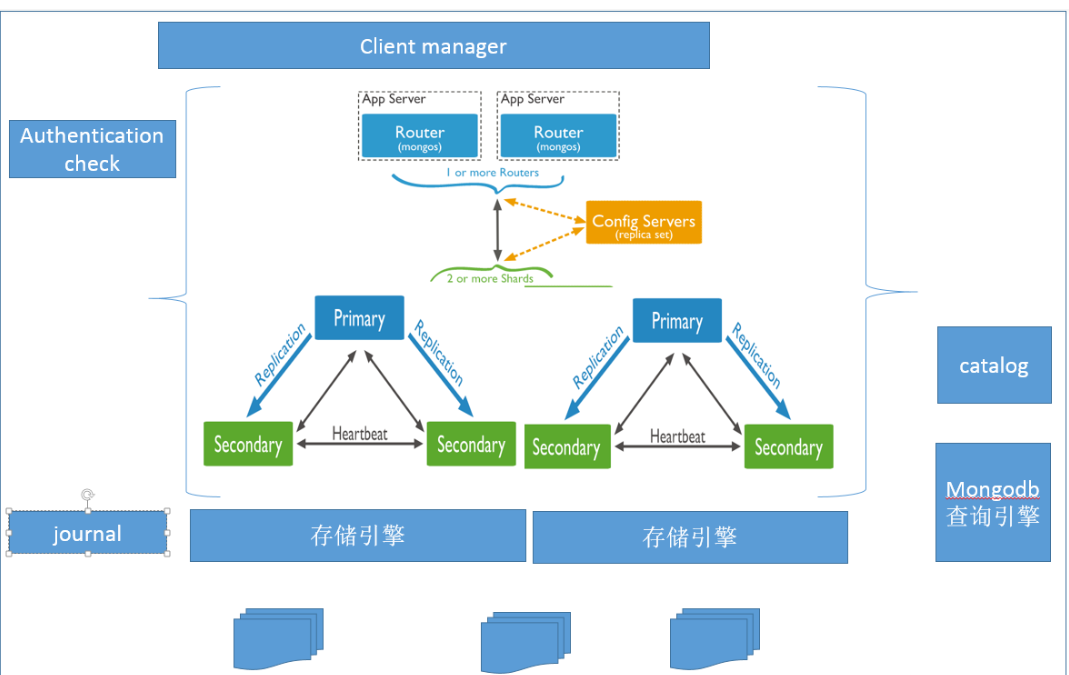 Client manager
Authentication
check
App Server
App Server
Router
(mongos)
Router
(mongos)
1 or more Routers
Config Servers
(replica set)
2 or more Shards
Primary
Primary
Replication
Replication
Replication
Replication
catalog
Secondary
Heartbeat
Secondary
Secondary
Heartbeat
Secondary
Mongodb
查询引擎
journal
存储引擎
存储引擎